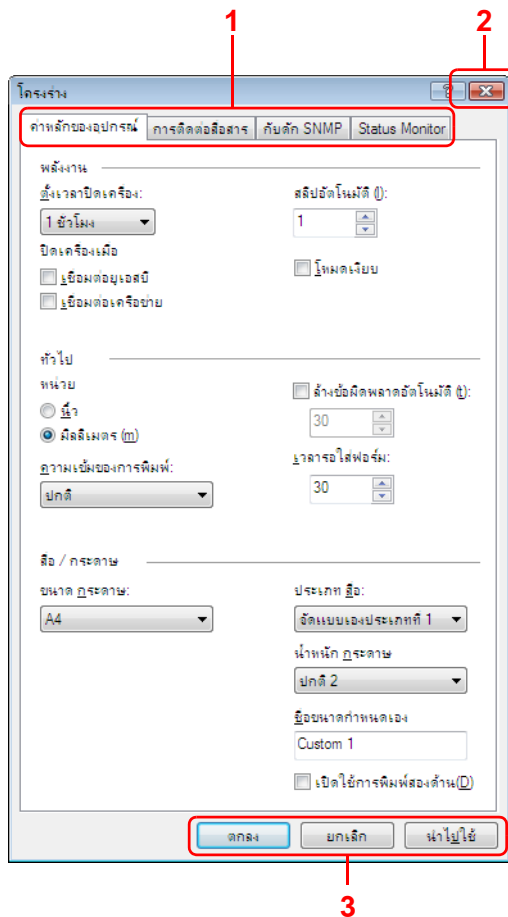 1
2
โครงร่าง
ค่าหลักของอุปกรณ์ การติดต่อสื่อสาร กับดัก SNMP Status Monitor
พลังงาน
ตั้งเวลาปิดเครื่อง:
1 ชั่วโมง
ปิดเครื่องเมื่อ
เชื่อมต่อยูเอสบี
เชื่อมต่อเครือข่าย
สลีปอัตโนมัติ (l):
1
โหมดเงียบ
ทั่วไป
หน่วย
นิ้ว
มิลลิเมตร (m)
ความเข้มของการพิมพ์:
ปกติ
ล้างข้อผิดพลาดอัตโนมัติ (t):
30
เวลารอใส่ฟอร์ม:
30
สื่อ / กระดาษ
ขนาด กระดาษ:
A4
ประเภท สื่อ:
จัดแบบเองประเภทที่ 1
น้ำหนัก กระดาษ
ปกติ 2
ชื่อขนาดกำหนดเอง
Custom 1
เปิดใช้การพิมพ์สองด้าน(D)
ตกลง ยกเลิก นำไปใช้
3